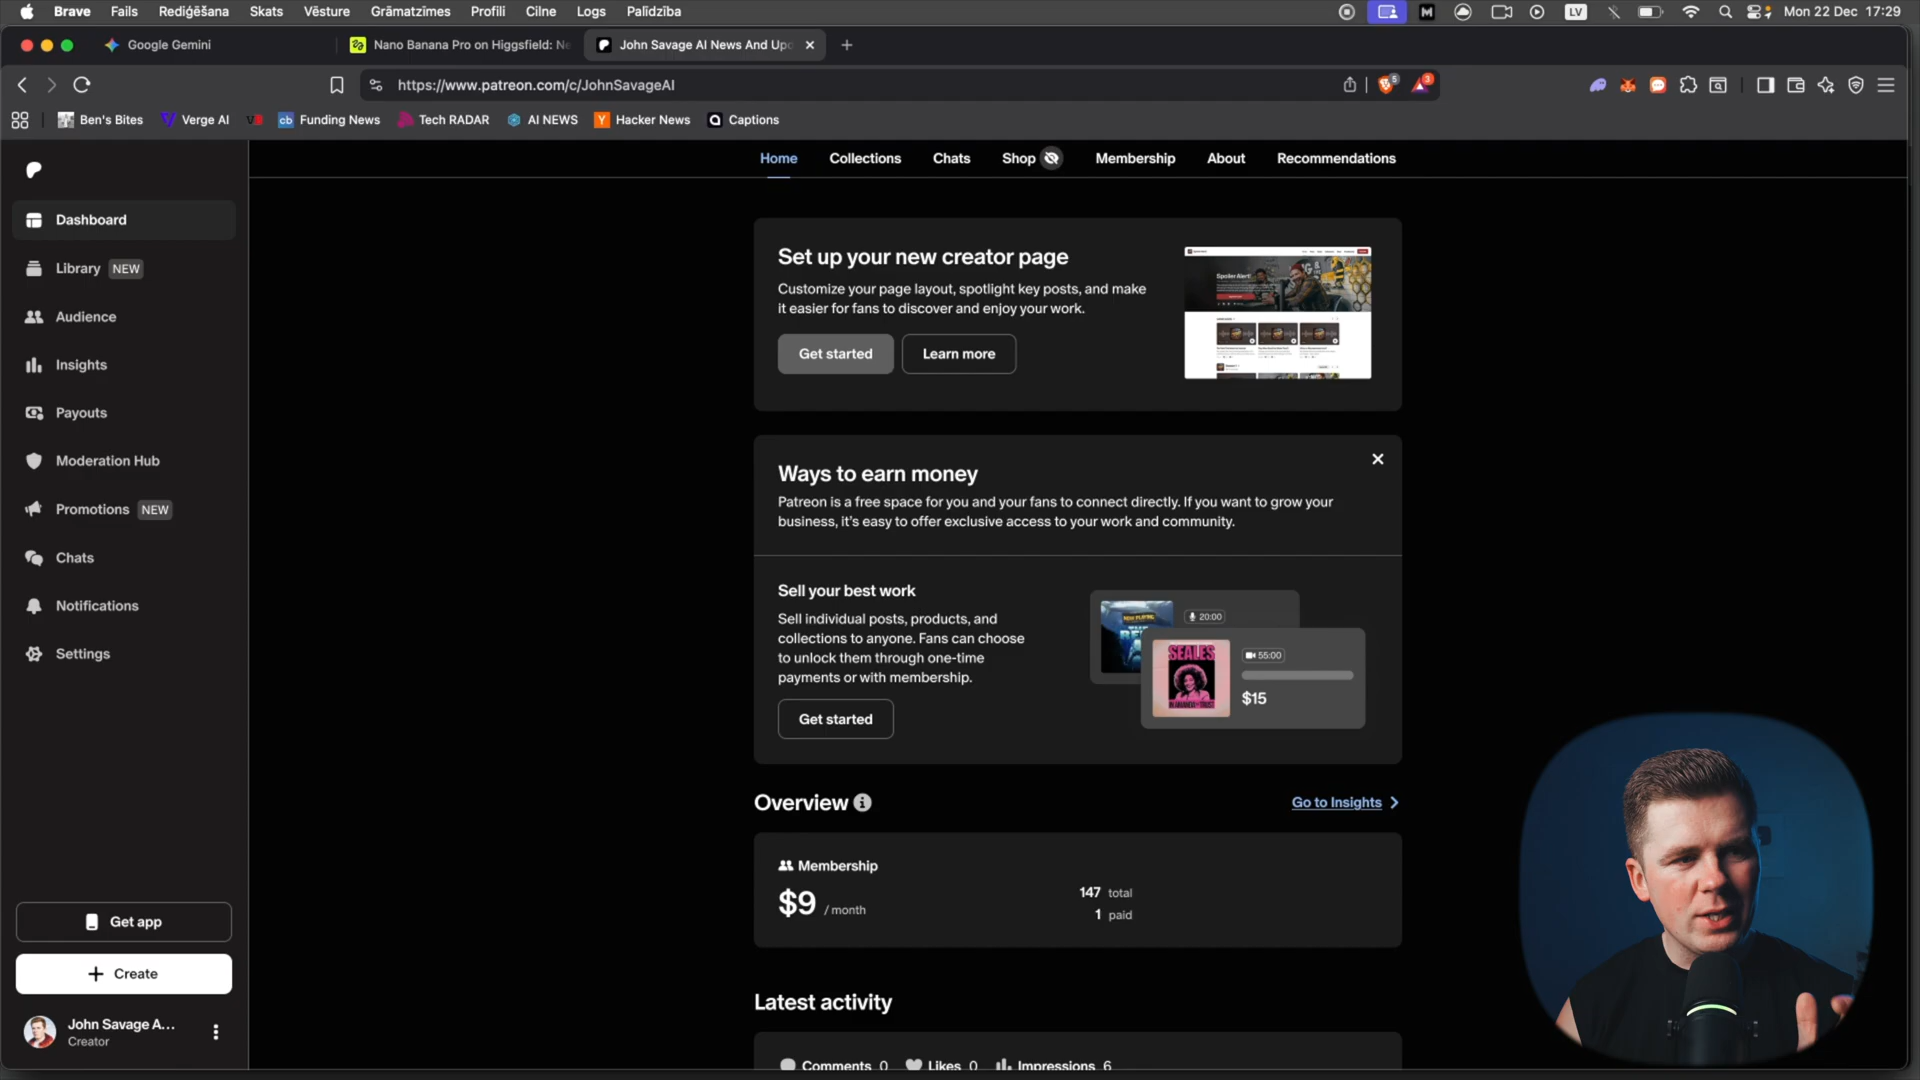 Brave Fails Rediģēšana Skats Vēsture Grāmatzīmes Profili Cilne Logs Palīdzība
LV
Mon 22 Dec 17:29
Google Gemini
Nano Banana Pro on Higgsfield: Ne
John Savage AI News And Upd
https://www.patreon.com/c/JohnSavageAI
5
3
Ben's Bites
Verge AI
Funding News
Tech RADAR
AI NEWS
Hacker News
Captions
Home
Collections
Chats
Shop
Membership
About
Recommendations
Dashboard
Library NEW
Audience
Insights
Payouts
Moderation Hub
Promotions NEW
Chats
Notifications
Settings
Get app
Create
John Savage A...
Creator
Set up your new creator page
Customize your page layout, spotlight key posts, and make
it easier for fans to discover and enjoy your work.
Get started
Learn more
Spoiler Alert!
Ways to earn money
Patreon is a free space for you and your fans to connect directly. If you want to grow your
business, it's easy to offer exclusive access to your work and community.
Sell your best work
Sell individual posts, products, and
collections to anyone. Fans can choose
to unlock them through one-time
payments or with membership.
Get started
20:00
SEALES
55:00
$15
Overview
Go to Insights
Membership
$9 / month
147 total
1 paid
Latest activity
Comments 0 Likes 0 Impressions 6